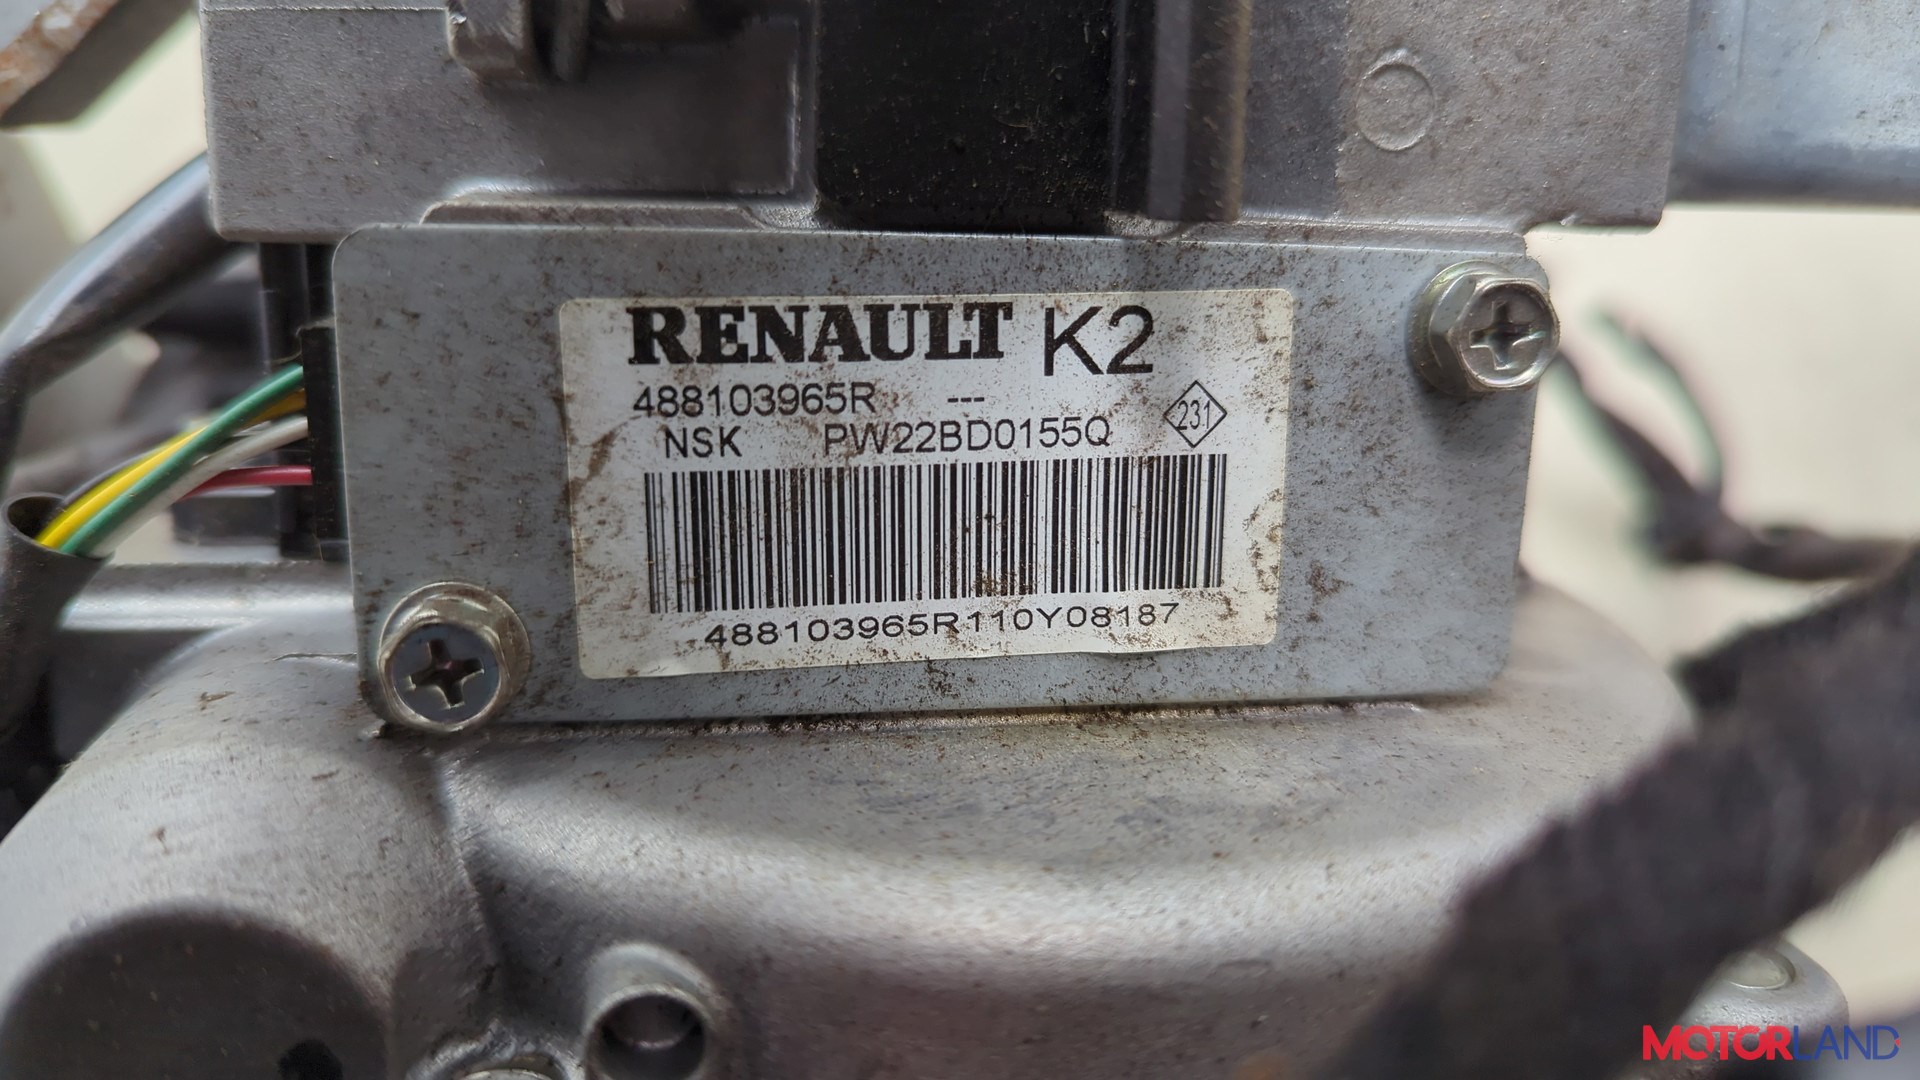 RENAULT K2
488103965R ---
NSK PW22BD0155Q 231
488103965R110Y08187
MOTORLAND